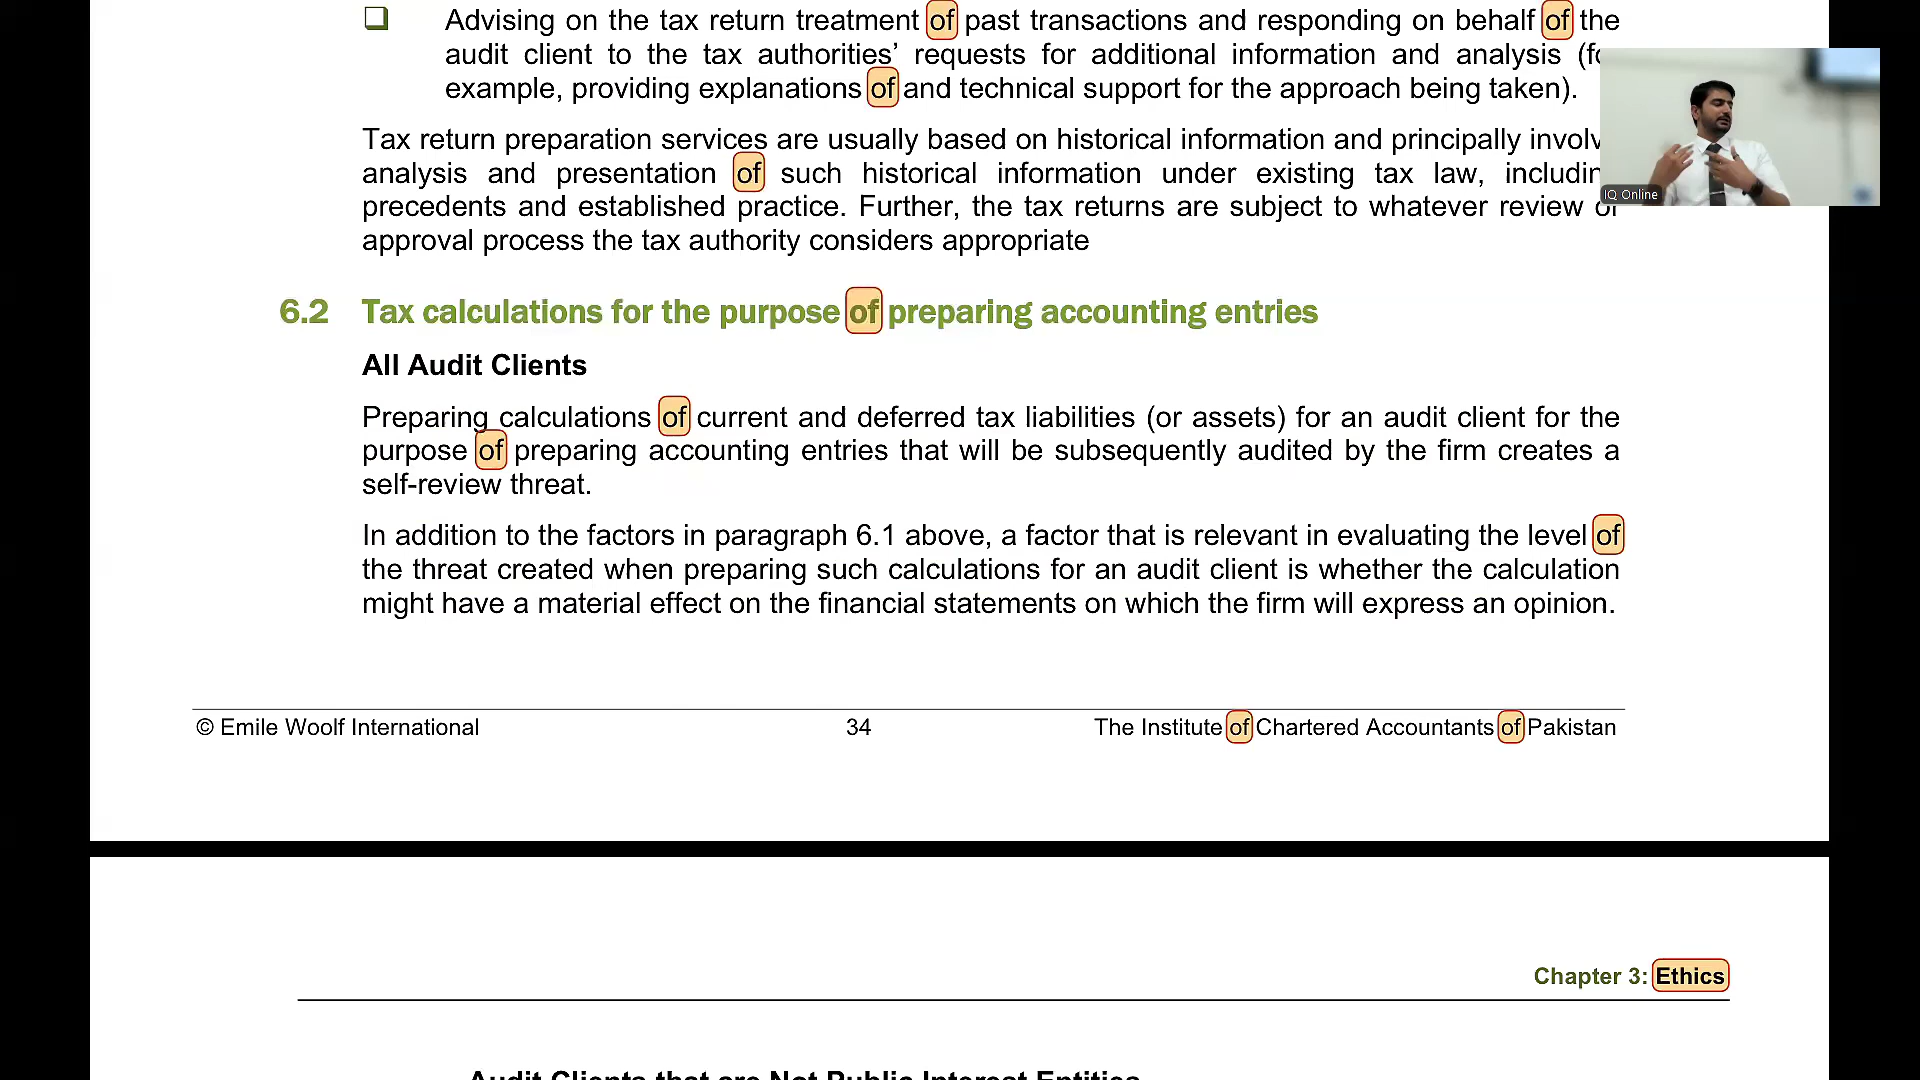 ❑ Advising on the tax return treatment of past transactions and responding on behalf of the
audit client to the tax authorities’ requests for additional information and analysis
example, providing explanations of and technical support for the approach being taken).
Tax return preparation services are usually based on historical information and principally
analysis and presentation of such historical information under existing tax law,
precedents and established practice. Further, the tax returns are subject to whatever review or
approval process the tax authority considers appropriate
6.2 Tax calculations for the purpose of preparing accounting entries
All Audit Clients
Preparing calculations of current and deferred tax liabilities (or assets) for an audit client for the
purpose of preparing accounting entries that will be subsequently audited by the firm creates a
self-review threat.
In addition to the factors in paragraph 6.1 above, a factor that is relevant in evaluating the level of
the threat created when preparing such calculations for an audit client is whether the calculation
might have a material effect on the financial statements on which the firm will express an opinion.
© Emile Woolf International 34 The Institute of Chartered Accountants of Pakistan
Chapter 3: Ethics
Audit Clients that are Not Public Interest Entities
IQ Online